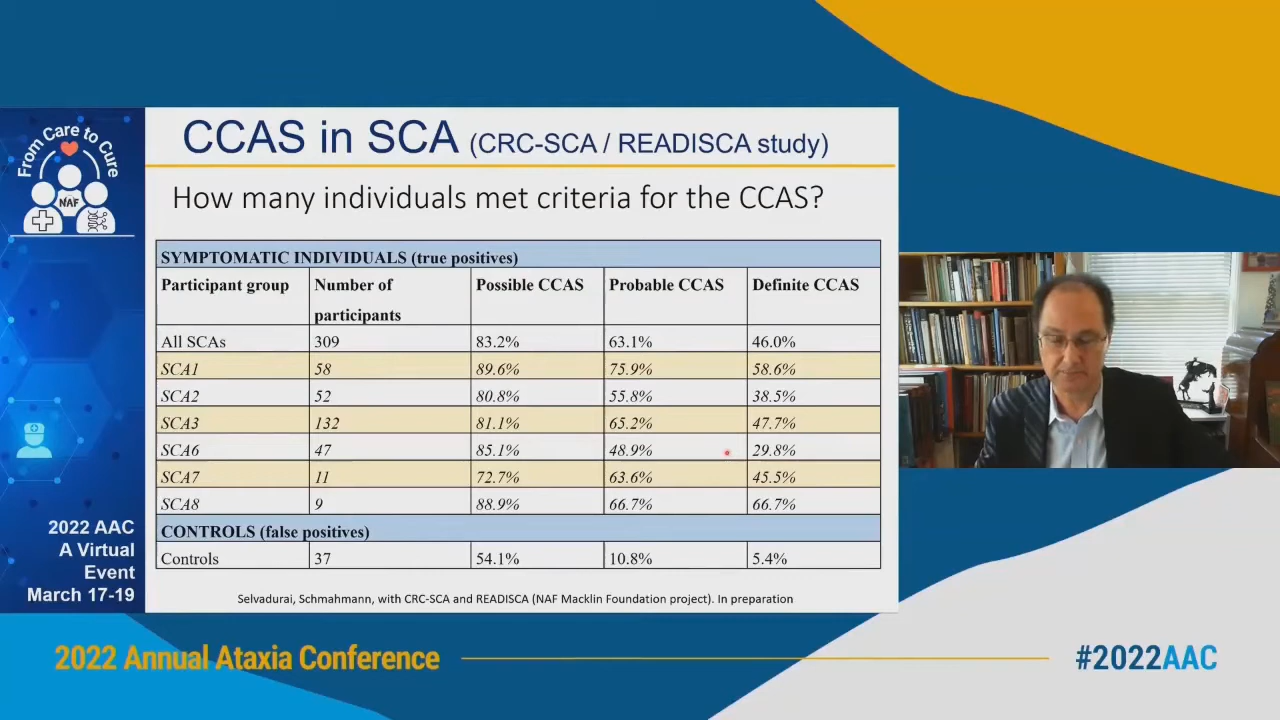 From Care to Cure
NAF
CCAS in SCA (CRC-SCA / READISCA study)
How many individuals met criteria for the CCAS?
SYMPTOMATIC INDIVIDUALS (true positives)
Participant group Number of participants Possible CCAS Probable CCAS Definite CCAS
All SCAs 309 83.2% 63.1% 46.0%
SCA1 58 89.6% 75.9% 58.6%
SCA2 52 80.8% 55.8% 38.5%
SCA3 132 81.1% 65.2% 47.7%
SCA6 47 85.1% 48.9% 29.8%
SCA7 11 72.7% 63.6% 45.5%
SCA8 9 88.9% 66.7% 66.7%
CONTROLS (false positives)
Controls 37 54.1% 10.8% 5.4%
Selvadurai, Schmahmann, with CRC-SCA and READISCA (NAF Macklin Foundation project). In preparation
2022 AAC
A Virtual
Event
March 17-19
2022 Annual Ataxia Conference
#2022AAC